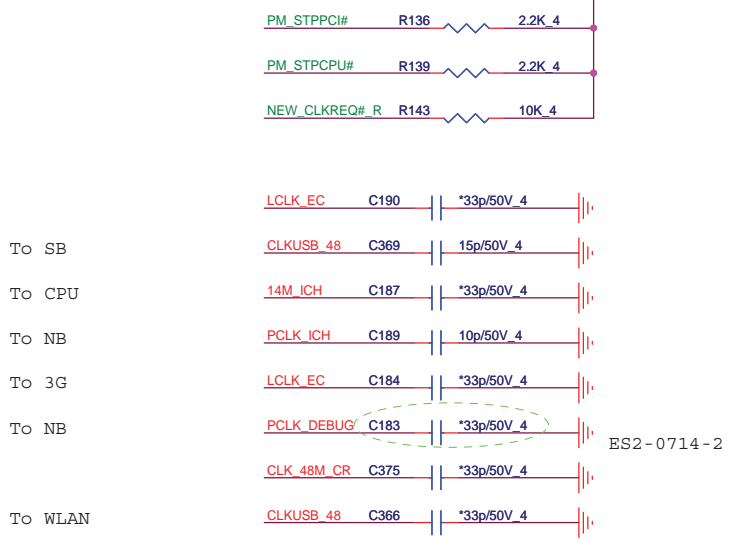 PM_STPPCI# R136 2.2K_4
PM_STPCPU# R139 2.2K_4
NEW_CLKREQ#_R R143 10K_4
LCLK_EC C190 *33p/50V_4
To SB CLKUSB_48 C369 15p/50V_4
To CPU 14M_ICH C187 *33p/50V_4
To NB PCLK_ICH C189 10p/50V_4
To 3G LCLK_EC C184 *33p/50V_4
To NB PCLK_DEBUG C183 *33p/50V_4
ES2-0714-2
CLK_48M_CR C375 *33p/50V_4
To WLAN CLKUSB_48 C366 *33p/50V_4